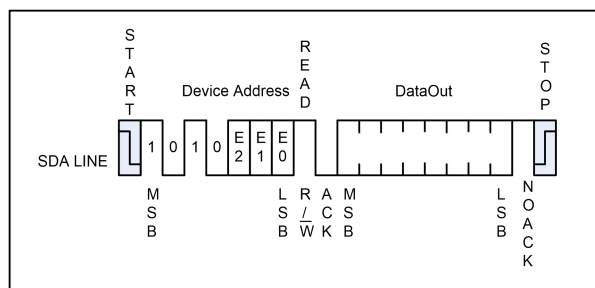 START
READ
STOP
Device Address
DataOut
SDA LINE
1 0 1 0 E2 E1 E0
MSB
LSB
R/W
ACK
MSB
LSB
NOACK